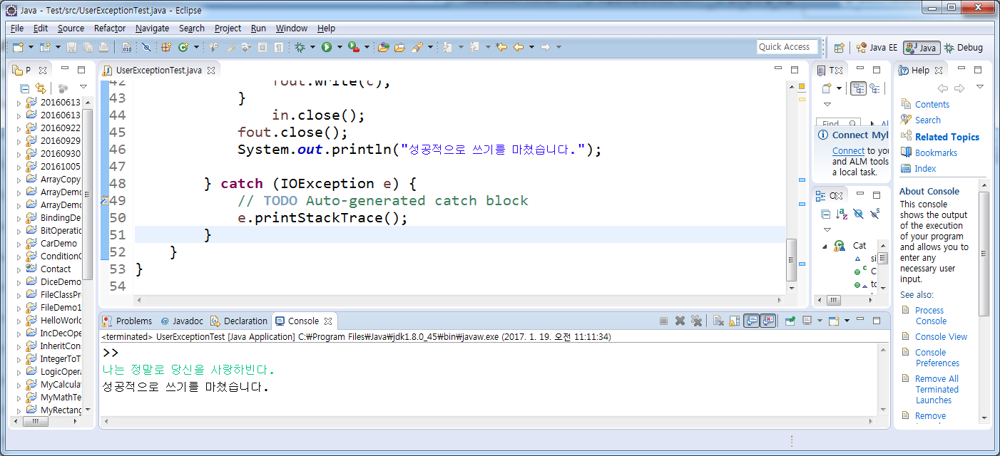 Java - Test/src/UserExceptionTest.java - Eclipse
File Edit Source Refactor Navigate Search Project Run Window Help
Quick Access
Java EE
Java
Debug
P
20160613
20160613
20160922
20160929
20160930
20161005
ArrayCopy
ArrayDemo
ArrayDemo
BindingDe
BitOperatio
CarDemo
ConditionO
Contact
DiceDemo
FileClassPr
FileDemo1
HelloWorld
IncDecOpe
InheritCons
IntegerToT
LogicOpera
MyCalculat
MyMathTe
MyRectang
UserExceptionTest.java
42 fout.write(c);
43 }
44 in.close();
45 fout.close();
46 System.out.println("성공적으로 쓰기를 마쳤습니다.");
47
48 } catch (IOException e) {
49 // TODO Auto-generated catch block
50 e.printStackTrace();
51 }
52 }
53 }
54
Problems
@ Javadoc
Declaration
Console
<terminated> UserExceptionTest [Java Application] C:₩Program Files₩Java₩jdk1.8.0_45₩bin₩javaw.exe (2017. 1. 19. 오전 11:11:34)
>>
나는 정말로 당신을 사랑하빈다.
성공적으로 쓰기를 마쳤습니다.
T
Find
Al
Connect Myl
Connect to you
and ALM tools
a local task.
O
Cat
si
C
to
Help
Contents
Search
Related Topics
Bookmarks
Index
About Console
This console
shows the output
of the execution
of your program
and allows you to
enter any
necessary user
input.
See also:
Process
Console
Console View
Console
Preferences
Remove All
Terminated
Launches
Remove